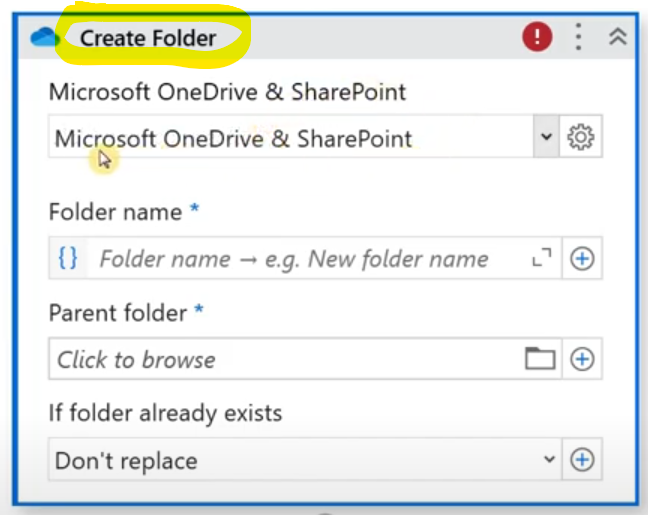 Create Folder
Microsoft OneDrive & SharePoint
Microsoft OneDrive & SharePoint
Folder name *
{} Folder name → e.g. New folder name
Parent folder *
Click to browse
If folder already exists
Don't replace